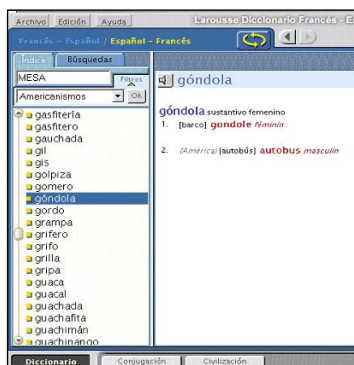 Archivo Edición Ayuda
Larousse Diccionario Francés - E
Francés - Español / Español - Francés
Índice Búsquedas
MESA
Filtros
Americanismos
OK
gasfitería
gasfitero
gauchada
gil
gis
golpiza
gomero
góndola
gordo
grampa
grifero
grifo
grilla
gripa
guaca
guacal
guachada
guachafita
guachimán
guachinango
góndola
góndola sustantivo femenino
1. [barco] gondole féminin
2. (América) [autobús] autobus masculin
Diccionario Conjugación Civilización